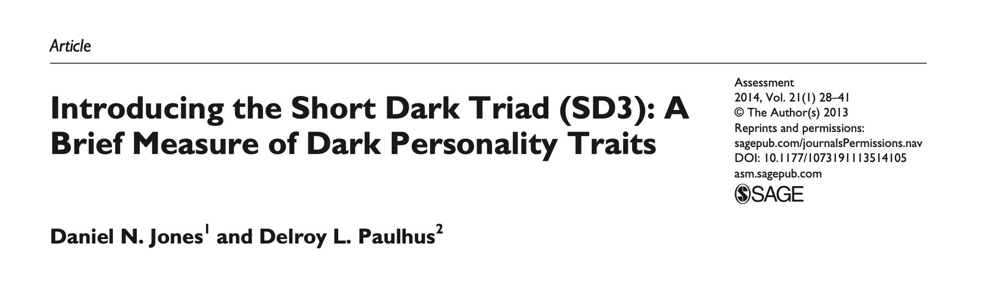 Article
Introducing the Short Dark Triad (SD3): A
Brief Measure of Dark Personality Traits
Assessment
2014, Vol. 21(1) 28–41
© The Author(s) 2013
Reprints and permissions:
sagepub.com/journalsPermissions.nav
DOI: 10.1177/1073191113514105
asm.sagepub.com
SAGE
Daniel N. Jones1 and Delroy L. Paulhus2